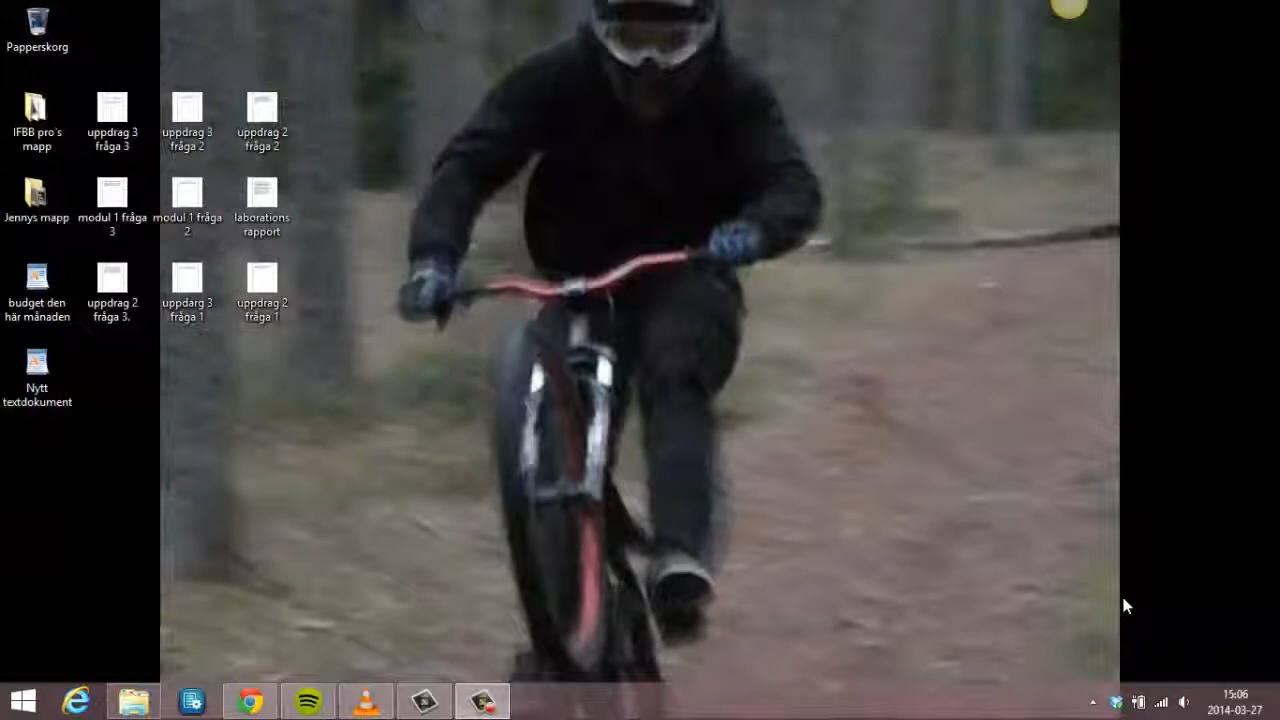 Papperskorg
IFBB pro's
mapp
uppdrag 3
fråga 3
uppdrag 3
fråga 2
uppdrag 2
fråga 2
Jennys mapp
modul 1 fråga
3
modul 1 fråga
2
laborations
rapport
budget den
här månaden
uppdrag 2
fråga 3.
uppdarg 3
fråga 1
uppdrag 2
fråga 1
Nytt
textdokument
15:06
2014-03-27